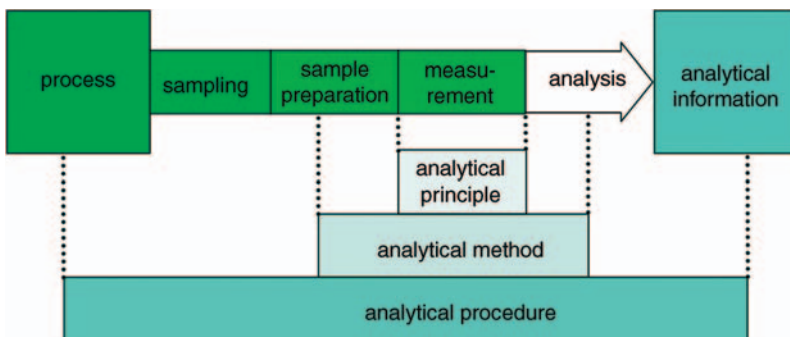 process
sampling
sample
preparation
measu-
rement
analysis
analytical
information
analytical
principle
analytical method
analytical procedure